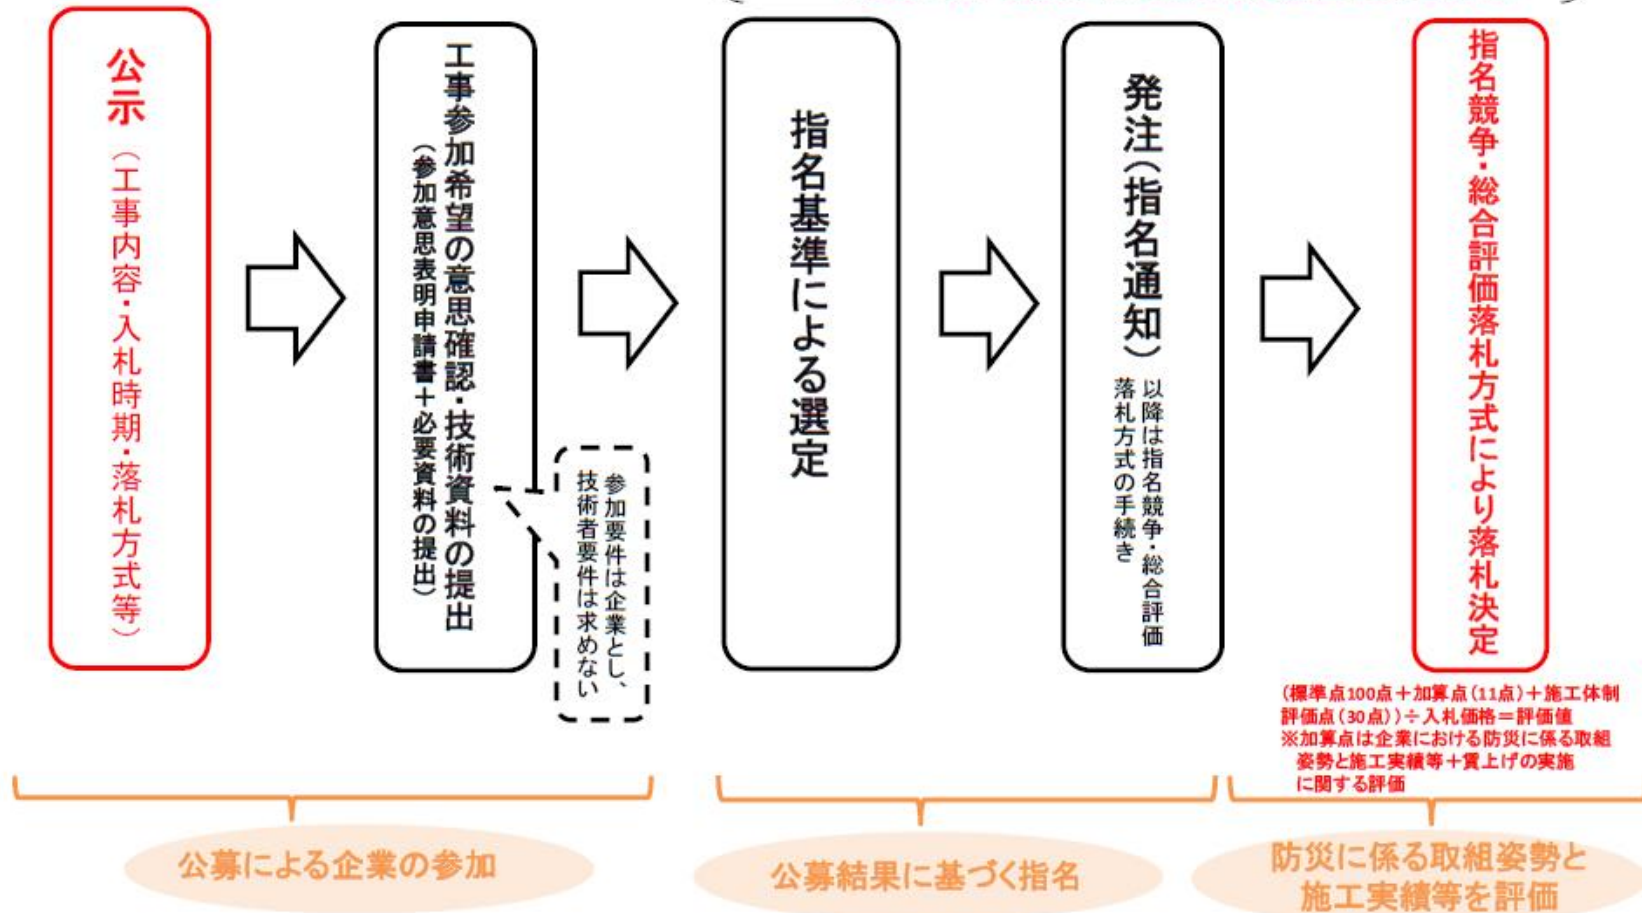 公示（工事内容・入札時期・落札方式等）
工事参加希望の意思確認・技術資料の提出
（参加意思表明申請書＋必要資料の提出）
参加要件は企業とし、
技術者要件は求めない
指名基準による選定
発注（指名通知）
以降は指名競争・総合評価
落札方式の手続き
指名競争・総合評価落札方式により落札決定
（標準点100点＋加算点（11点）＋施工体制
評価点（30点））÷入札価格＝評価値
※加算点は企業における防災に係る取組
姿勢と施工実績等＋賃上げの実施
に関する評価
公募による企業の参加
公募結果に基づく指名
防災に係る取組姿勢と
施工実績等を評価